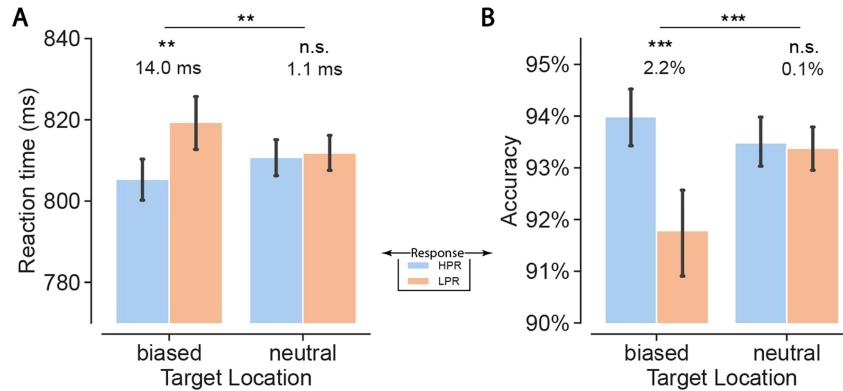 A
**
840
820
800
780
Reaction time (ms)
**
14.0 ms
n.s.
1.1 ms
biased
neutral
Target Location
Response
HPR
LPR
B
***
95%
94%
93%
92%
91%
90%
Accuracy
***
2.2%
n.s.
0.1%
biased
neutral
Target Location